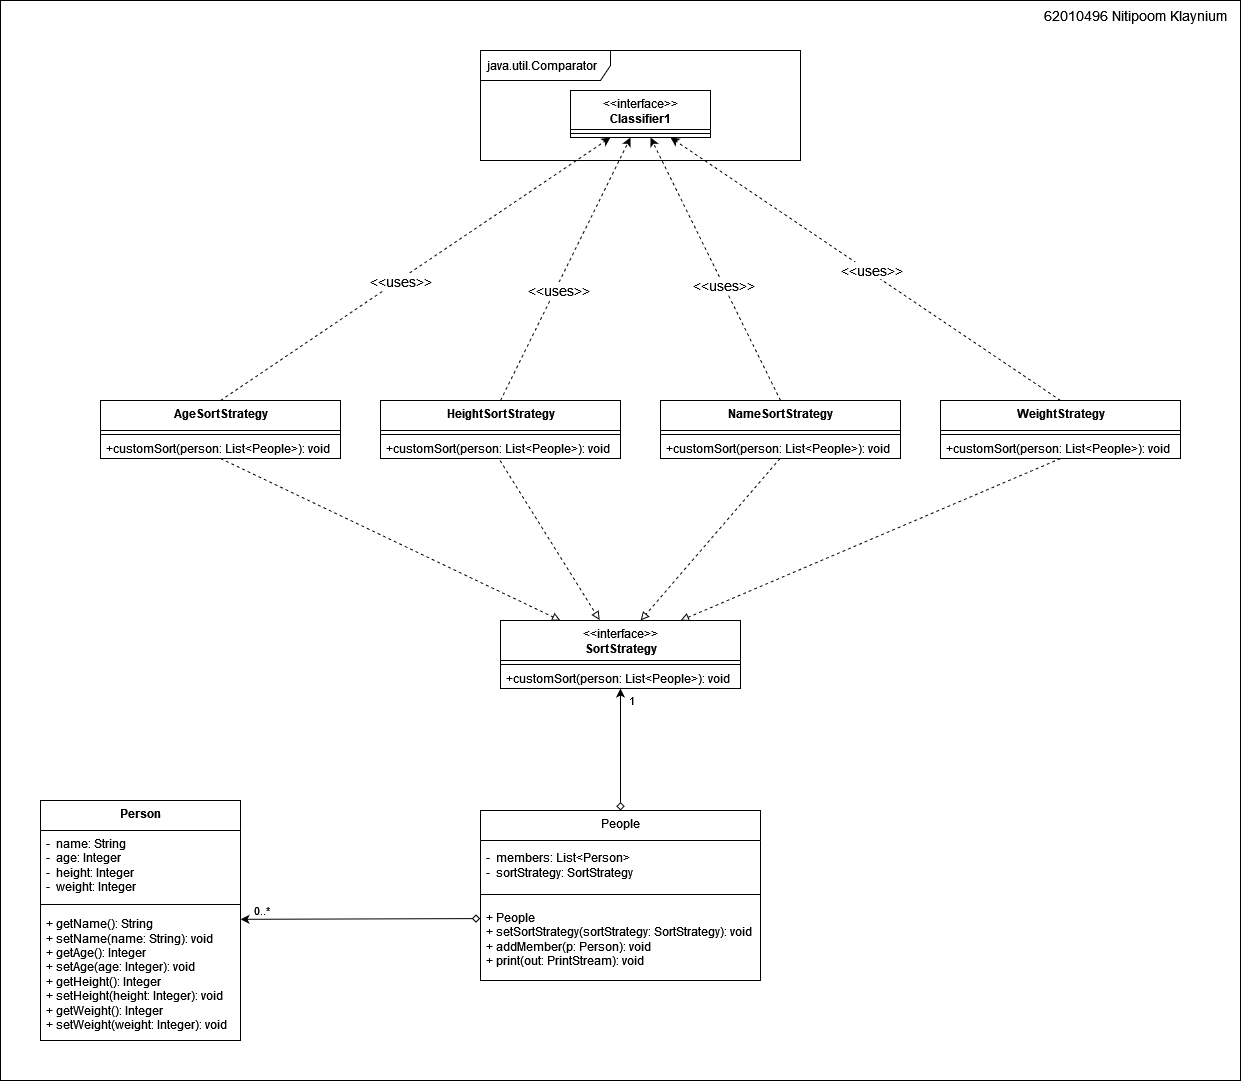 62010496 Nitipoom Klaynium
java.util.Comparator
<<interface>>
Classifier1
<<uses>>
<<uses>>
<<uses>>
<<uses>>
AgeSortStrategy
+customSort(person: List<People>): void
HeightSortStrategy
+customSort(person: List<People>): void
NameSortStrategy
+customSort(person: List<People>): void
WeightStrategy
+customSort(person: List<People>): void
<<interface>>
SortStrategy
+customSort(person: List<People>): void
1
Person
- name: String
- age: Integer
- height: Integer
- weight: Integer
+ getName(): String
+ setName(name: String): void
+ getAge(): Integer
+ setAge(age: Integer): void
+ getHeight(): Integer
+ setHeight(height: Integer): void
+ getWeight(): Integer
+ setWeight(weight: Integer): void
0..*
People
- members: List<Person>
- sortStrategy: SortStrategy
+ People
+ setSortStrategy(sortStrategy: SortStrategy): void
+ addMember(p: Person): void
+ print(out: PrintStream): void